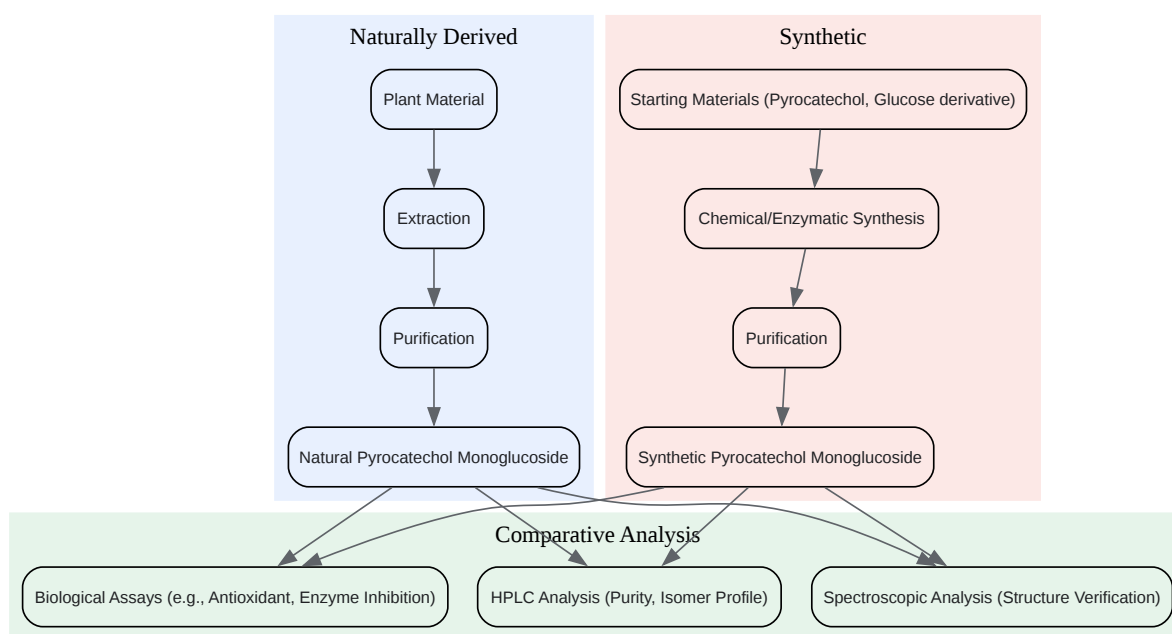 Naturally Derived
Synthetic
Plant Material
Starting Materials (Pyrocatechol, Glucose derivative)
Extraction
Chemical/Enzymatic Synthesis
Purification
Purification
Natural Pyrocatechol Monoglucoside
Synthetic Pyrocatechol Monoglucoside
Comparative Analysis
Biological Assays (e.g., Antioxidant, Enzyme Inhibition)
HPLC Analysis (Purity, Isomer Profile)
Spectroscopic Analysis (Structure Verification)